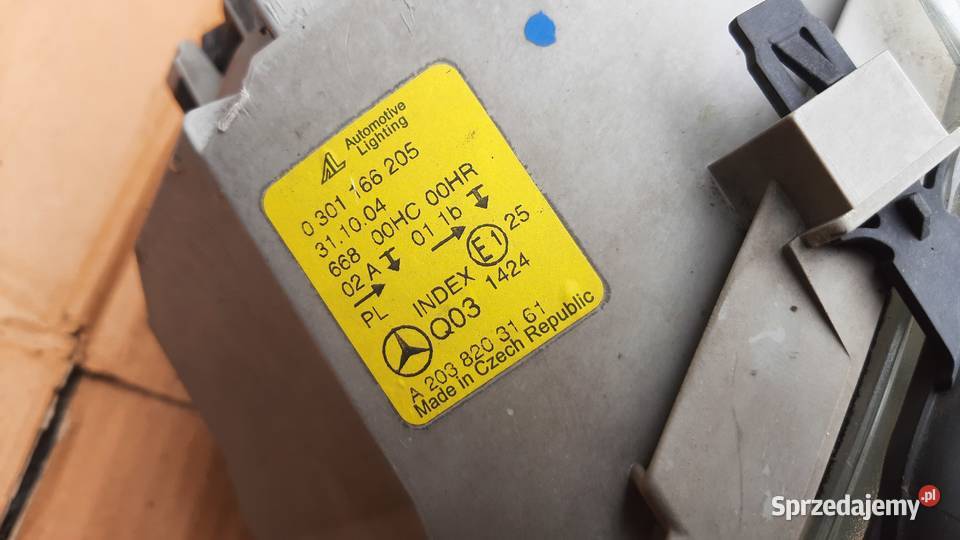 AL Automotive
Lighting
0 301 166 205
31.10.04
668 00HC 00HR
02 A 01 1b
PL INDEX E1 25
Q03 1424
A 203 820 31 61
Made in Czech Republic
Sprzedajemy.pl